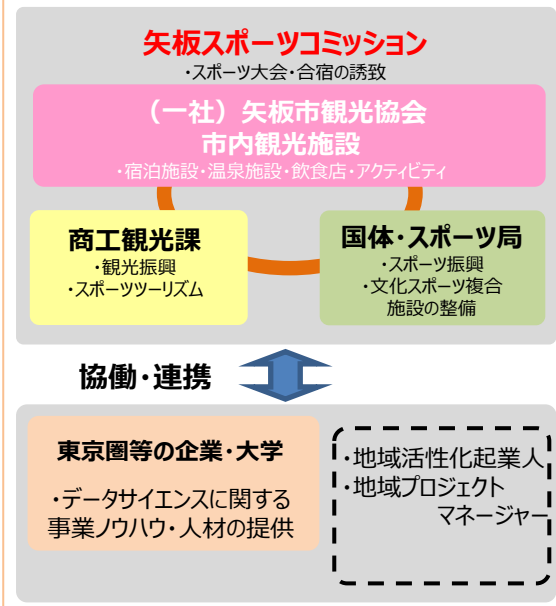 矢板スポーツコミッション
・スポーツ大会・合宿の誘致
（一社）矢板市観光協会
市内観光施設
・宿泊施設・温泉施設・飲食店・アクティビティ
商工観光課
・観光振興
・スポーツツーリズム
国体・スポーツ局
・スポーツ振興
・文化スポーツ複合
施設の整備
協働・連携
東京圏等の企業・大学
・データサイエンスに関する
事業ノウハウ・人材の提供
・地域活性化起業人
・地域プロジェクト
マネージャー